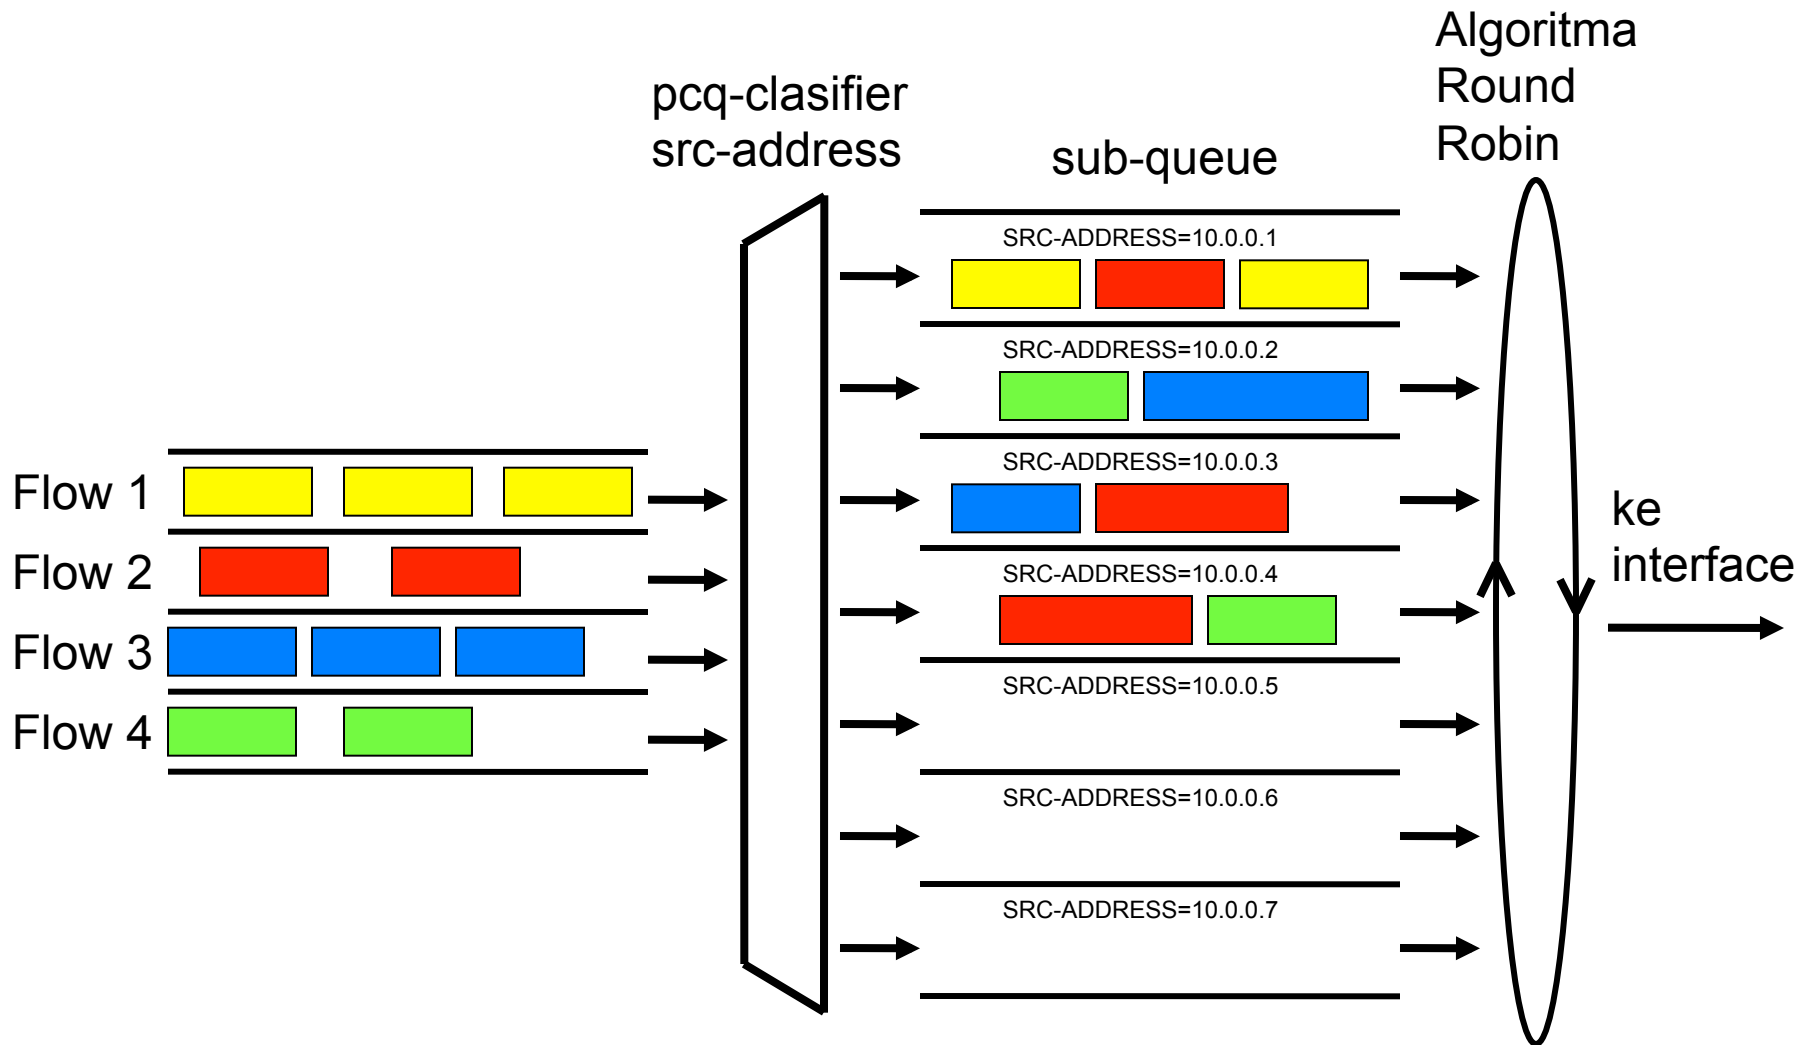 Algoritma
Round
Robin
pcq-clasifier
src-address
sub-queue
SRC-ADDRESS=10.0.0.1
SRC-ADDRESS=10.0.0.2
SRC-ADDRESS=10.0.0.3
SRC-ADDRESS=10.0.0.4
SRC-ADDRESS=10.0.0.5
SRC-ADDRESS=10.0.0.6
SRC-ADDRESS=10.0.0.7
Flow 1
Flow 2
Flow 3
Flow 4
ke
interface